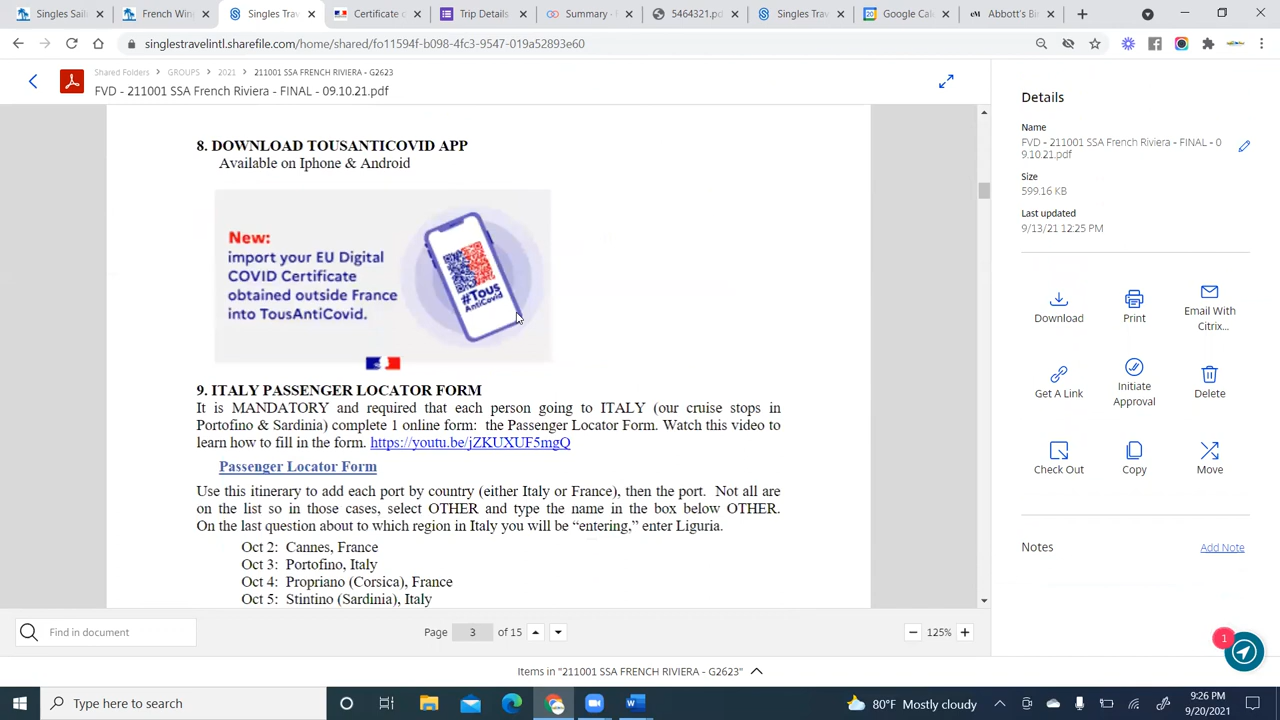 Island Sail
French Wine
Singles Trav
Certificate o
Trip Details
Summary
5464321.p
Singles Trav
Google Cal
Abbott's Bi
singlestravelintl.sharefile.com/home/shared/fo11594f-b098-4fc3-9547-019a52893e60
Shared Folders > GROUPS > 2021 > 211001 SSA FRENCH RIVIERA - G2623
FVD - 211001 SSA French Riviera - FINAL - 09.10.21.pdf
8. DOWNLOAD TOUSANTICOVID APP
Available on Iphone & Android
New:
import your EU Digital
COVID Certificate
obtained outside France
into TousAntiCovid.
#Tous
AntiCovid
9. ITALY PASSENGER LOCATOR FORM
It is MANDATORY and required that each person going to ITALY (our cruise stops in
Portofino & Sardinia) complete 1 online form: the Passenger Locator Form. Watch this video to
learn how to fill in the form. https://youtu.be/jZKUXUF5mgQ
Passenger Locator Form
Use this itinerary to add each port by country (either Italy or France), then the port. Not all are
on the list so in those cases, select OTHER and type the name in the box below OTHER.
On the last question about to which region in Italy you will be “entering,” enter Liguria.
Oct 2: Cannes, France
Oct 3: Portofino, Italy
Oct 4: Propriano (Corsica), France
Oct 5: Stintino (Sardinia), Italy
Details
Name
FVD - 211001 SSA French Riviera - FINAL - 0
9.10.21.pdf
Size
599.16 KB
Last updated
9/13/21 12:25 PM
Download
Print
Email With
Citrix...
Get A Link
Initiate
Approval
Delete
Check Out
Copy
Move
Notes
Add Note
Find in document
Page 3 of 15
125%
1
Items in "211001 SSA FRENCH RIVIERA - G2623"
Type here to search
80°F Mostly cloudy
9:26 PM
9/20/2021